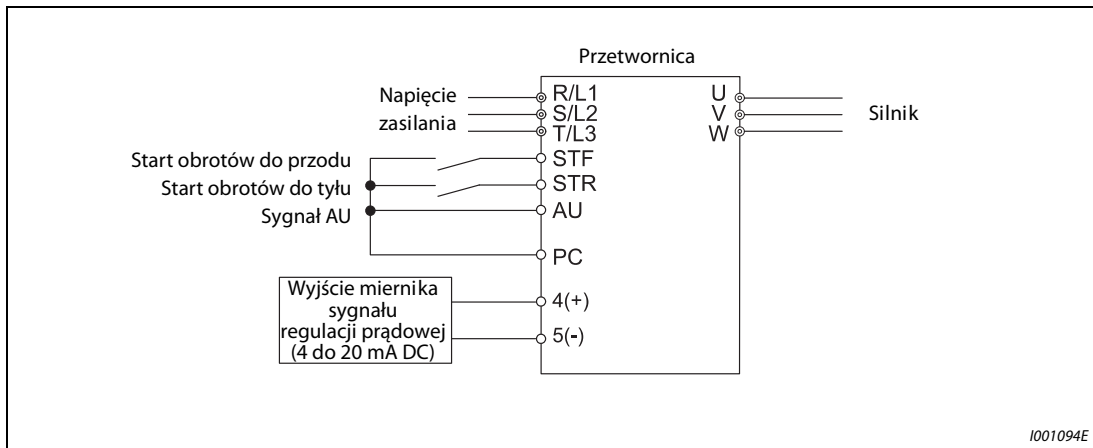 Przetwornica
Napięcie
zasilania
R/L1
S/L2
T/L3
U
V
W
Silnik
Start obrotów do przodu
STF
Start obrotów do tyłu
STR
Sygnał AU
AU
PC
Wyjście miernika
sygnału
regulacji prądowej
(4 do 20 mA DC)
4(+)
5(-)
I001094E